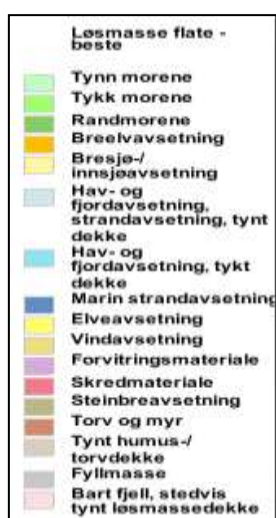 Løsmasse flate -
beste
Tynn morene
Tykk morene
Randmorene
Breelvavsetning
Bresjø-/
innsjøavsetning
Hav- og
fjordavsetning,
strandavsetning, tynt
dekke
Hav- og
fjordavsetning, tykt
dekke
Marin strandavsetning
Elveavsetning
Vindavsetning
Forvitringsmateriale
Skredmateriale
Steinbreavsetning
Torv og myr
Tynt humus-/
torvdekke
Fyllmasse
Bart fjell, stedvis
tynt løsmassedekke